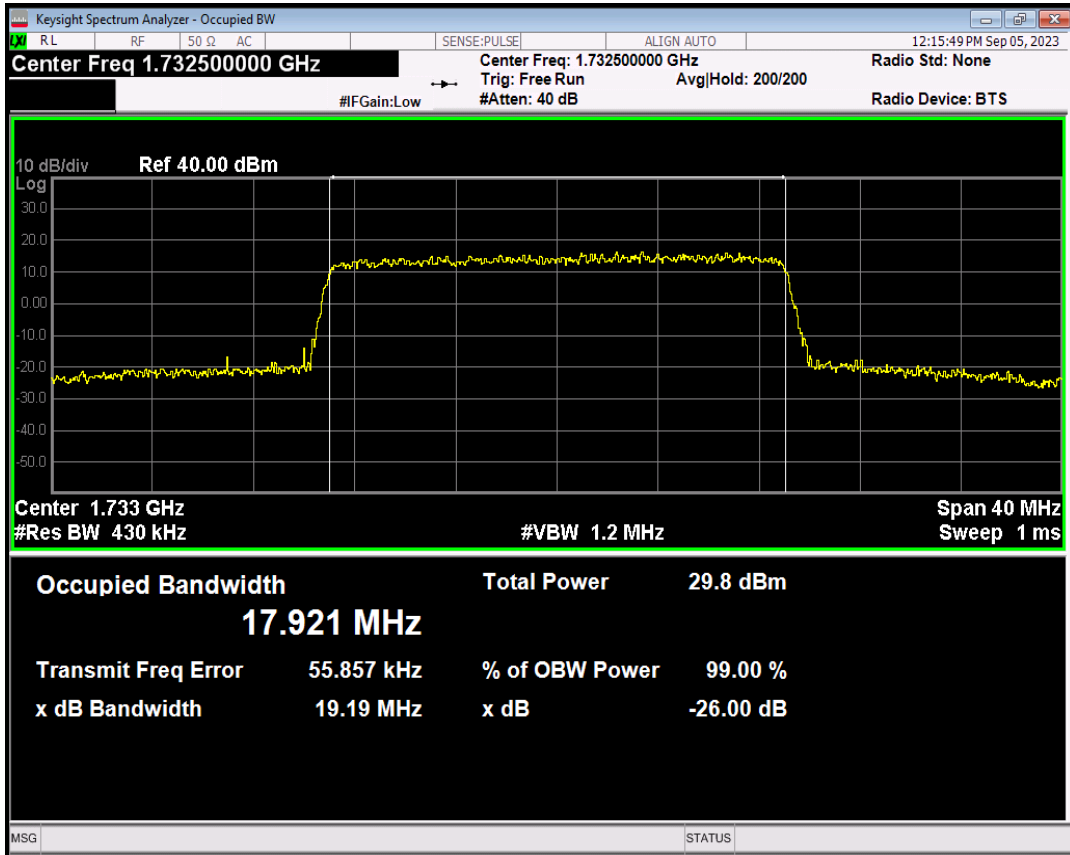 Keysight Spectrum Analyzer - Occupied BW
LXI RL RF 50 Ω AC SENSE:PULSE ALIGN AUTO 12:15:49 PM Sep 05, 2023
Center Freq 1.732500000 GHz Center Freq: 1.732500000 GHz Radio Std: None
Trig: Free Run Avg|Hold: 200/200
#IFGain:Low #Atten: 40 dB Radio Device: BTS
10 dB/div Ref 40.00 dBm
Log
30.0
20.0
10.0
0.00
-10.0
-20.0
-30.0
-40.0
-50.0
Center 1.733 GHz Span 40 MHz
#Res BW 430 kHz #VBW 1.2 MHz Sweep 1 ms
Occupied Bandwidth Total Power 29.8 dBm
17.921 MHz
Transmit Freq Error 55.857 kHz % of OBW Power 99.00 %
x dB Bandwidth 19.19 MHz x dB -26.00 dB
MSG STATUS